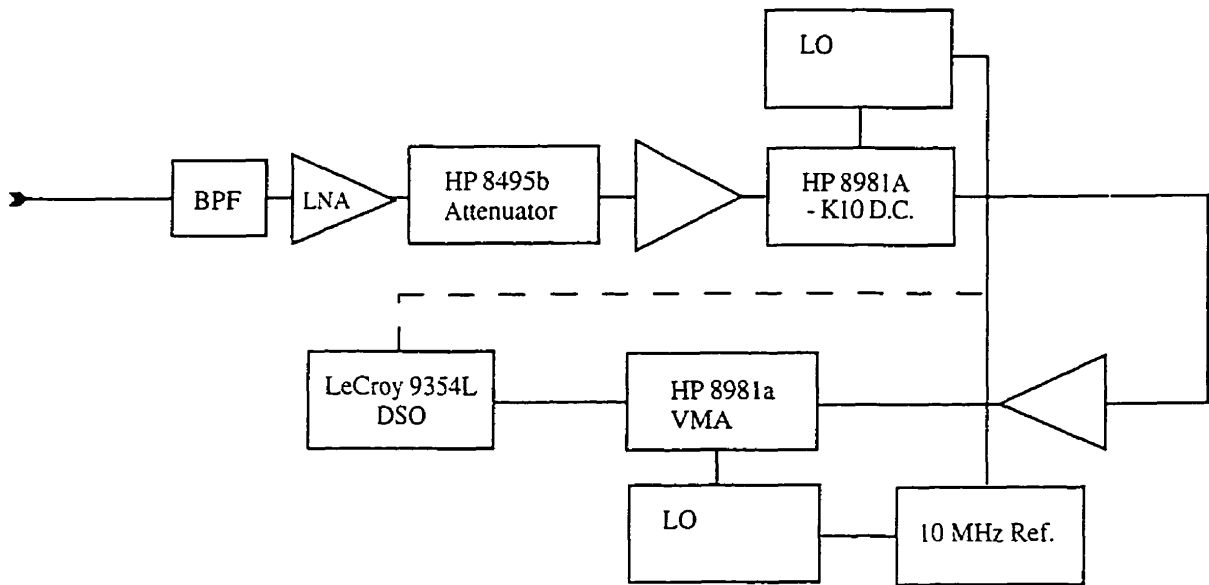 LO
BPF
LNA
HP 8495b
Attenuator
HP 8981A
- K10 D.C.
LeCroy 9354L
DSO
HP 8981a
VMA
LO
10 MHz Ref.